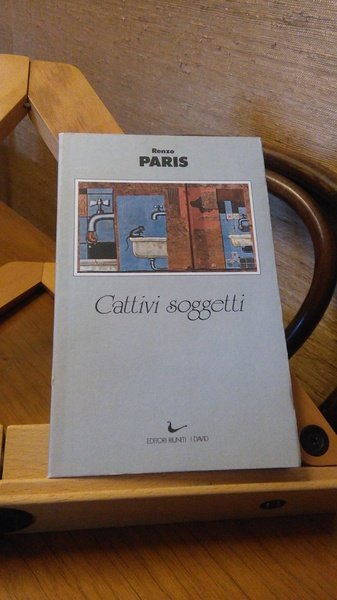 Renzo
PARIS
Cattivi soggetti
EDITORI RIUNITI I DAVID